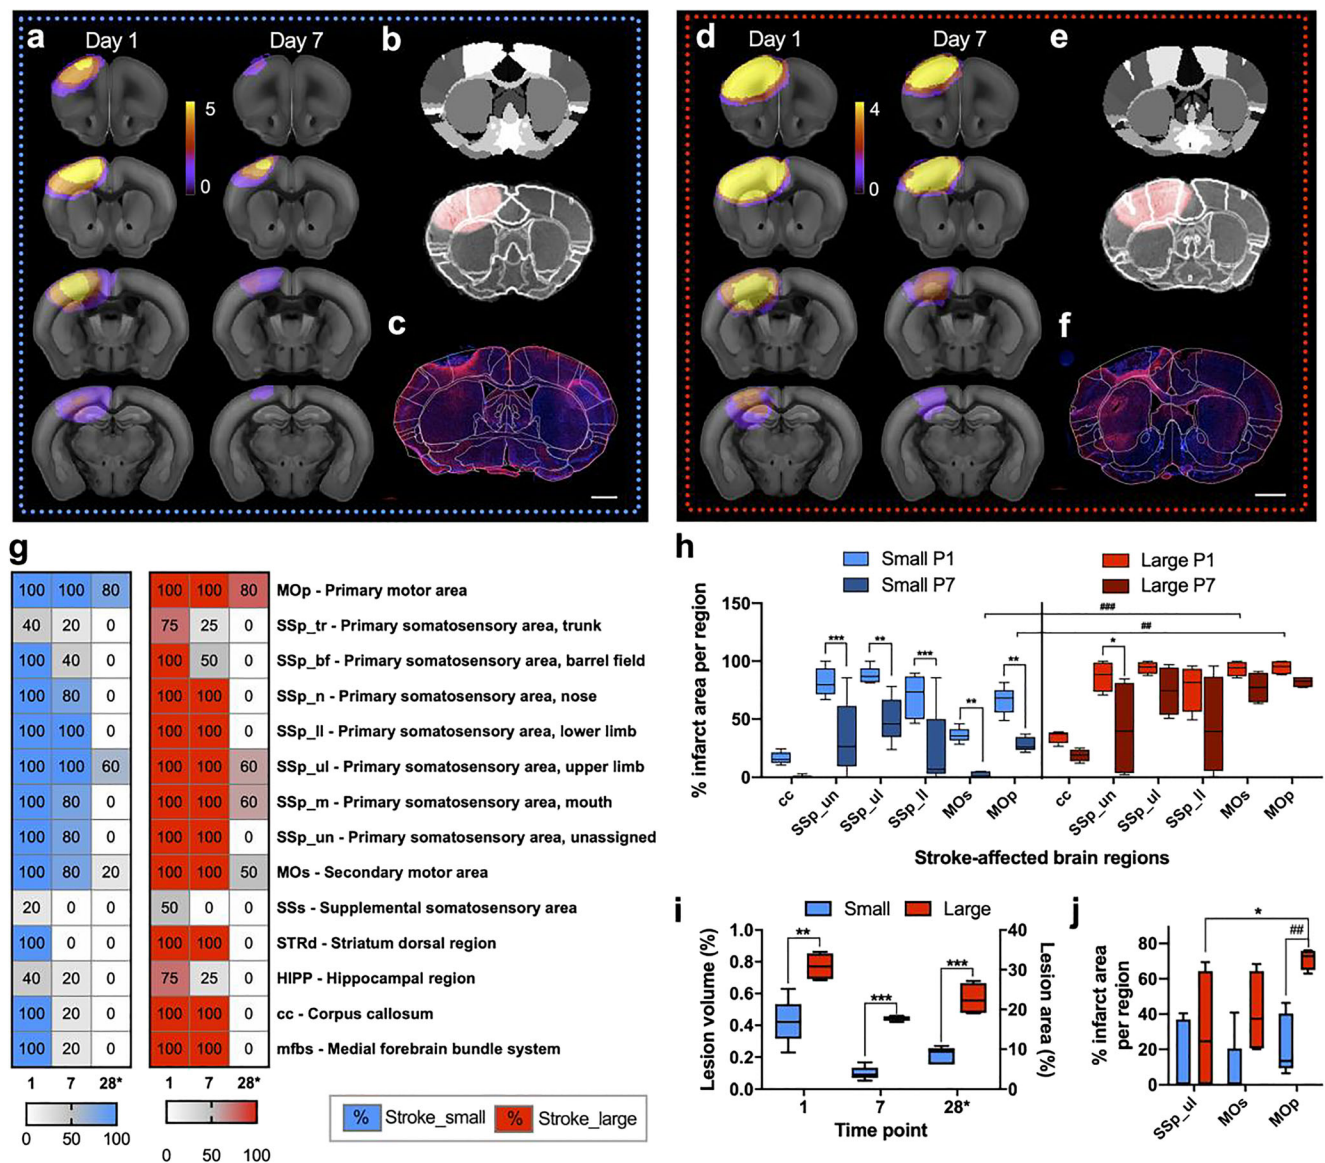 a
Day 1
Day 7
b
5
0
c
d
Day 1
Day 7
e
4
0
f
g
100 100 80 100 100 80 MOp - Primary motor area
40 20 0 75 25 0 SSp_tr - Primary somatosensory area, trunk
100 40 0 100 50 0 SSp_bf - Primary somatosensory area, barrel field
100 80 0 100 100 0 SSp_n - Primary somatosensory area, nose
100 100 0 100 100 0 SSp_ll - Primary somatosensory area, lower limb
100 100 60 100 100 60 SSp_ul - Primary somatosensory area, upper limb
100 80 0 100 100 60 SSp_m - Primary somatosensory area, mouth
100 80 0 100 100 0 SSp_un - Primary somatosensory area, unassigned
100 80 20 100 100 50 MOs - Secondary motor area
20 0 0 50 0 0 SSs - Supplemental somatosensory area
100 0 0 100 100 0 STRd - Striatum dorsal region
40 20 0 75 25 0 HIPP - Hippocampal region
100 20 0 100 100 0 cc - Corpus callosum
100 20 0 100 100 0 mfbs - Medial forebrain bundle system
1 7 28* 1 7 28*
0 50 100
0 50 100
% Stroke_small % Stroke_large
h
Small P1
Small P7
Large P1
Large P7
% infarct area per region
150
100
50
0
*** ** *** ** ** * ### ##
cc SSp_un SSp_ul SSp_ll MOs MOp cc SSp_un SSp_ul SSp_ll MOs MOp
Stroke-affected brain regions
i
Small Large
Lesion volume (%)
1.0
0.8
0.6
0.4
0.2
0.0
** *** ***
40
30
20
10
0
Lesion area (%)
1 7 28*
Time point
j
% infarct area
per region
80
60
40
20
0
* ##
SSp_ul MOs MOp